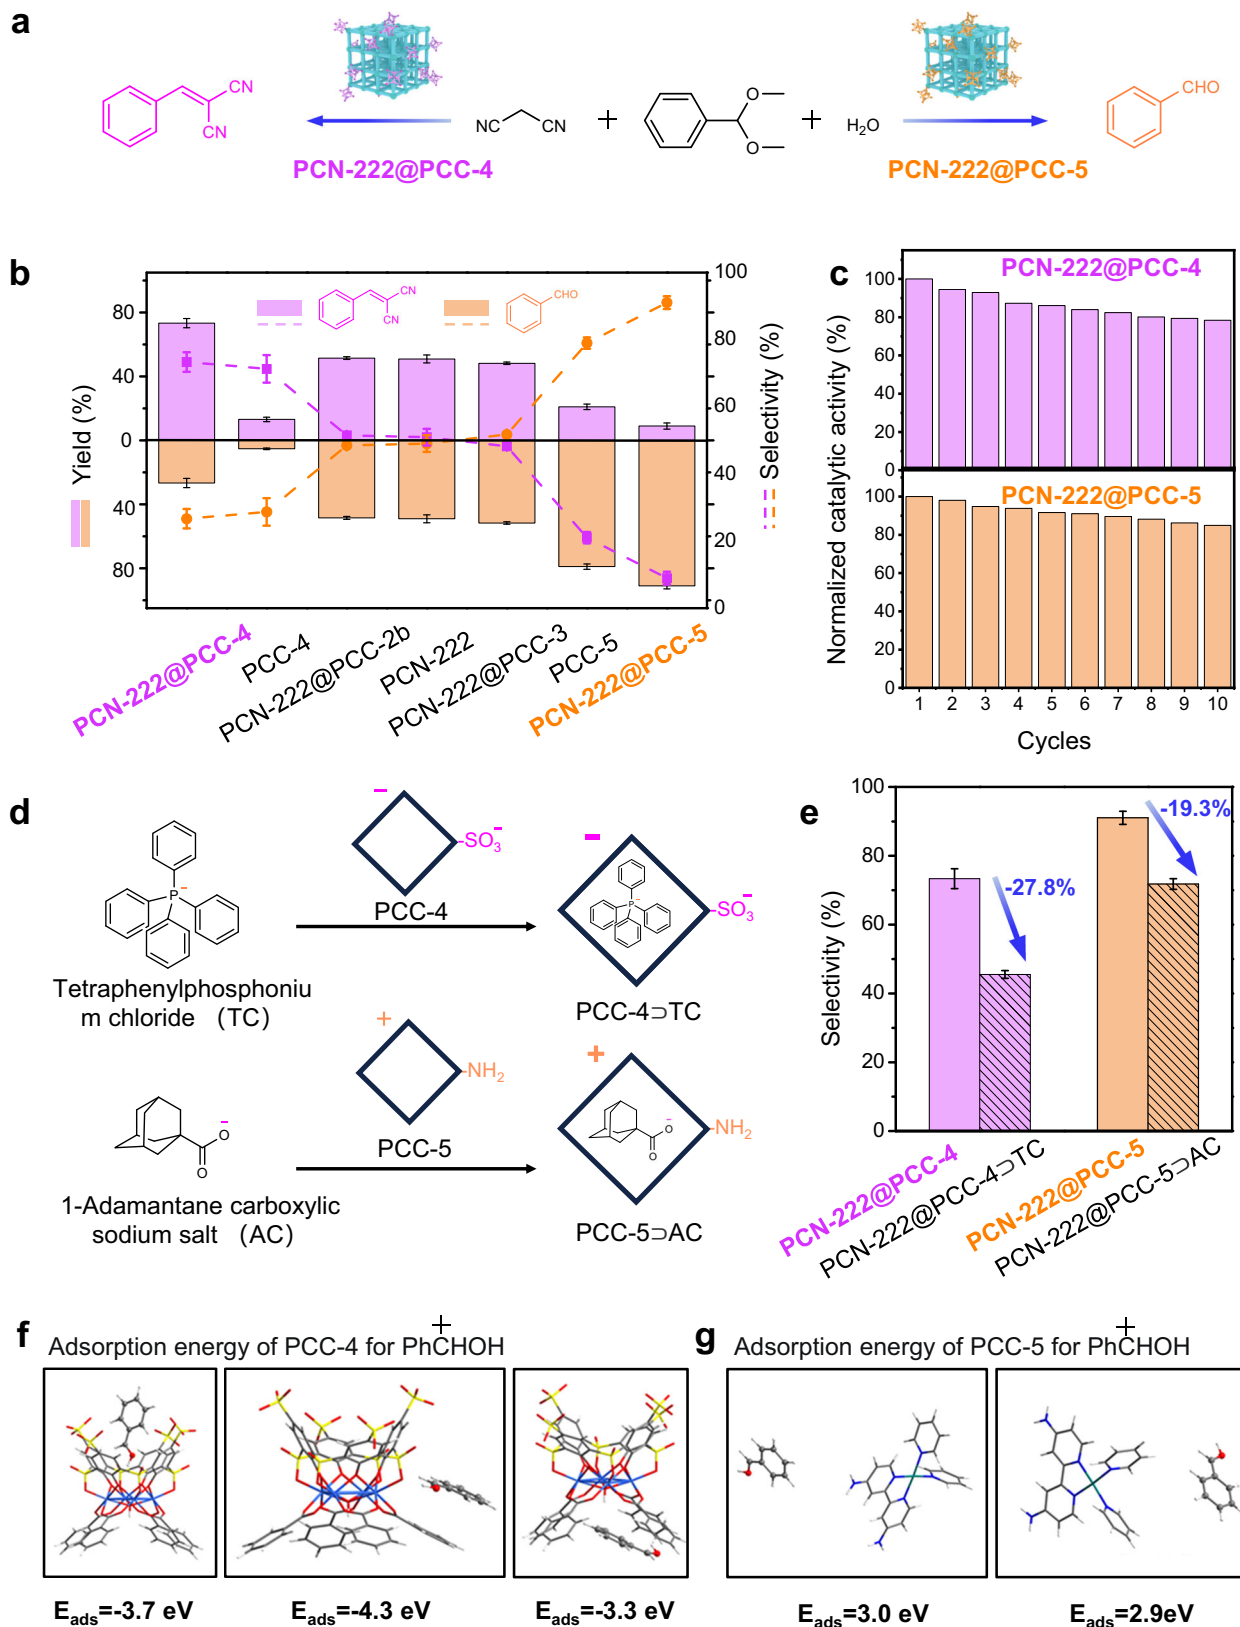 a
CN
CN
NC CN
+
O
O
+
H₂O
CHO
PCN-222@PCC-4
PCN-222@PCC-5
b
Yield (%)
80
40
0
40
80
CN
CN
CHO
100
80
60
40
20
0
Selectivity (%)
PCN-222@PCC-4
PCC-4
PCN-222@PCC-2b
PCN-222
PCN-222@PCC-3
PCC-5
PCN-222@PCC-5
c
Normalized catalytic activity (%)
PCN-222@PCC-4
100
80
60
40
20
0
PCN-222@PCC-5
100
80
60
40
20
0
1 2 3 4 5 6 7 8 9 10
Cycles
d
P⁻
Tetraphenylphosphoniu
m chloride (TC)
−
SO₃⁻
PCC-4
−
P⁻
SO₃⁻
PCC-4⊃TC
O⁻
O
1-Adamantane carboxylic
sodium salt (AC)
+
NH₂
PCC-5
+
O⁻
O
NH₂
PCC-5⊃AC
e
Selectivity (%)
100
80
60
40
20
0
-27.8%
-19.3%
PCN-222@PCC-4
PCN-222@PCC-4⊃TC
PCN-222@PCC-5
PCN-222@PCC-5⊃AC
f
+
Adsorption energy of PCC-4 for PhCHOH
E_ads=-3.7 eV
E_ads=-4.3 eV
E_ads=-3.3 eV
g
+
Adsorption energy of PCC-5 for PhCHOH
E_ads=3.0 eV
E_ads=2.9eV